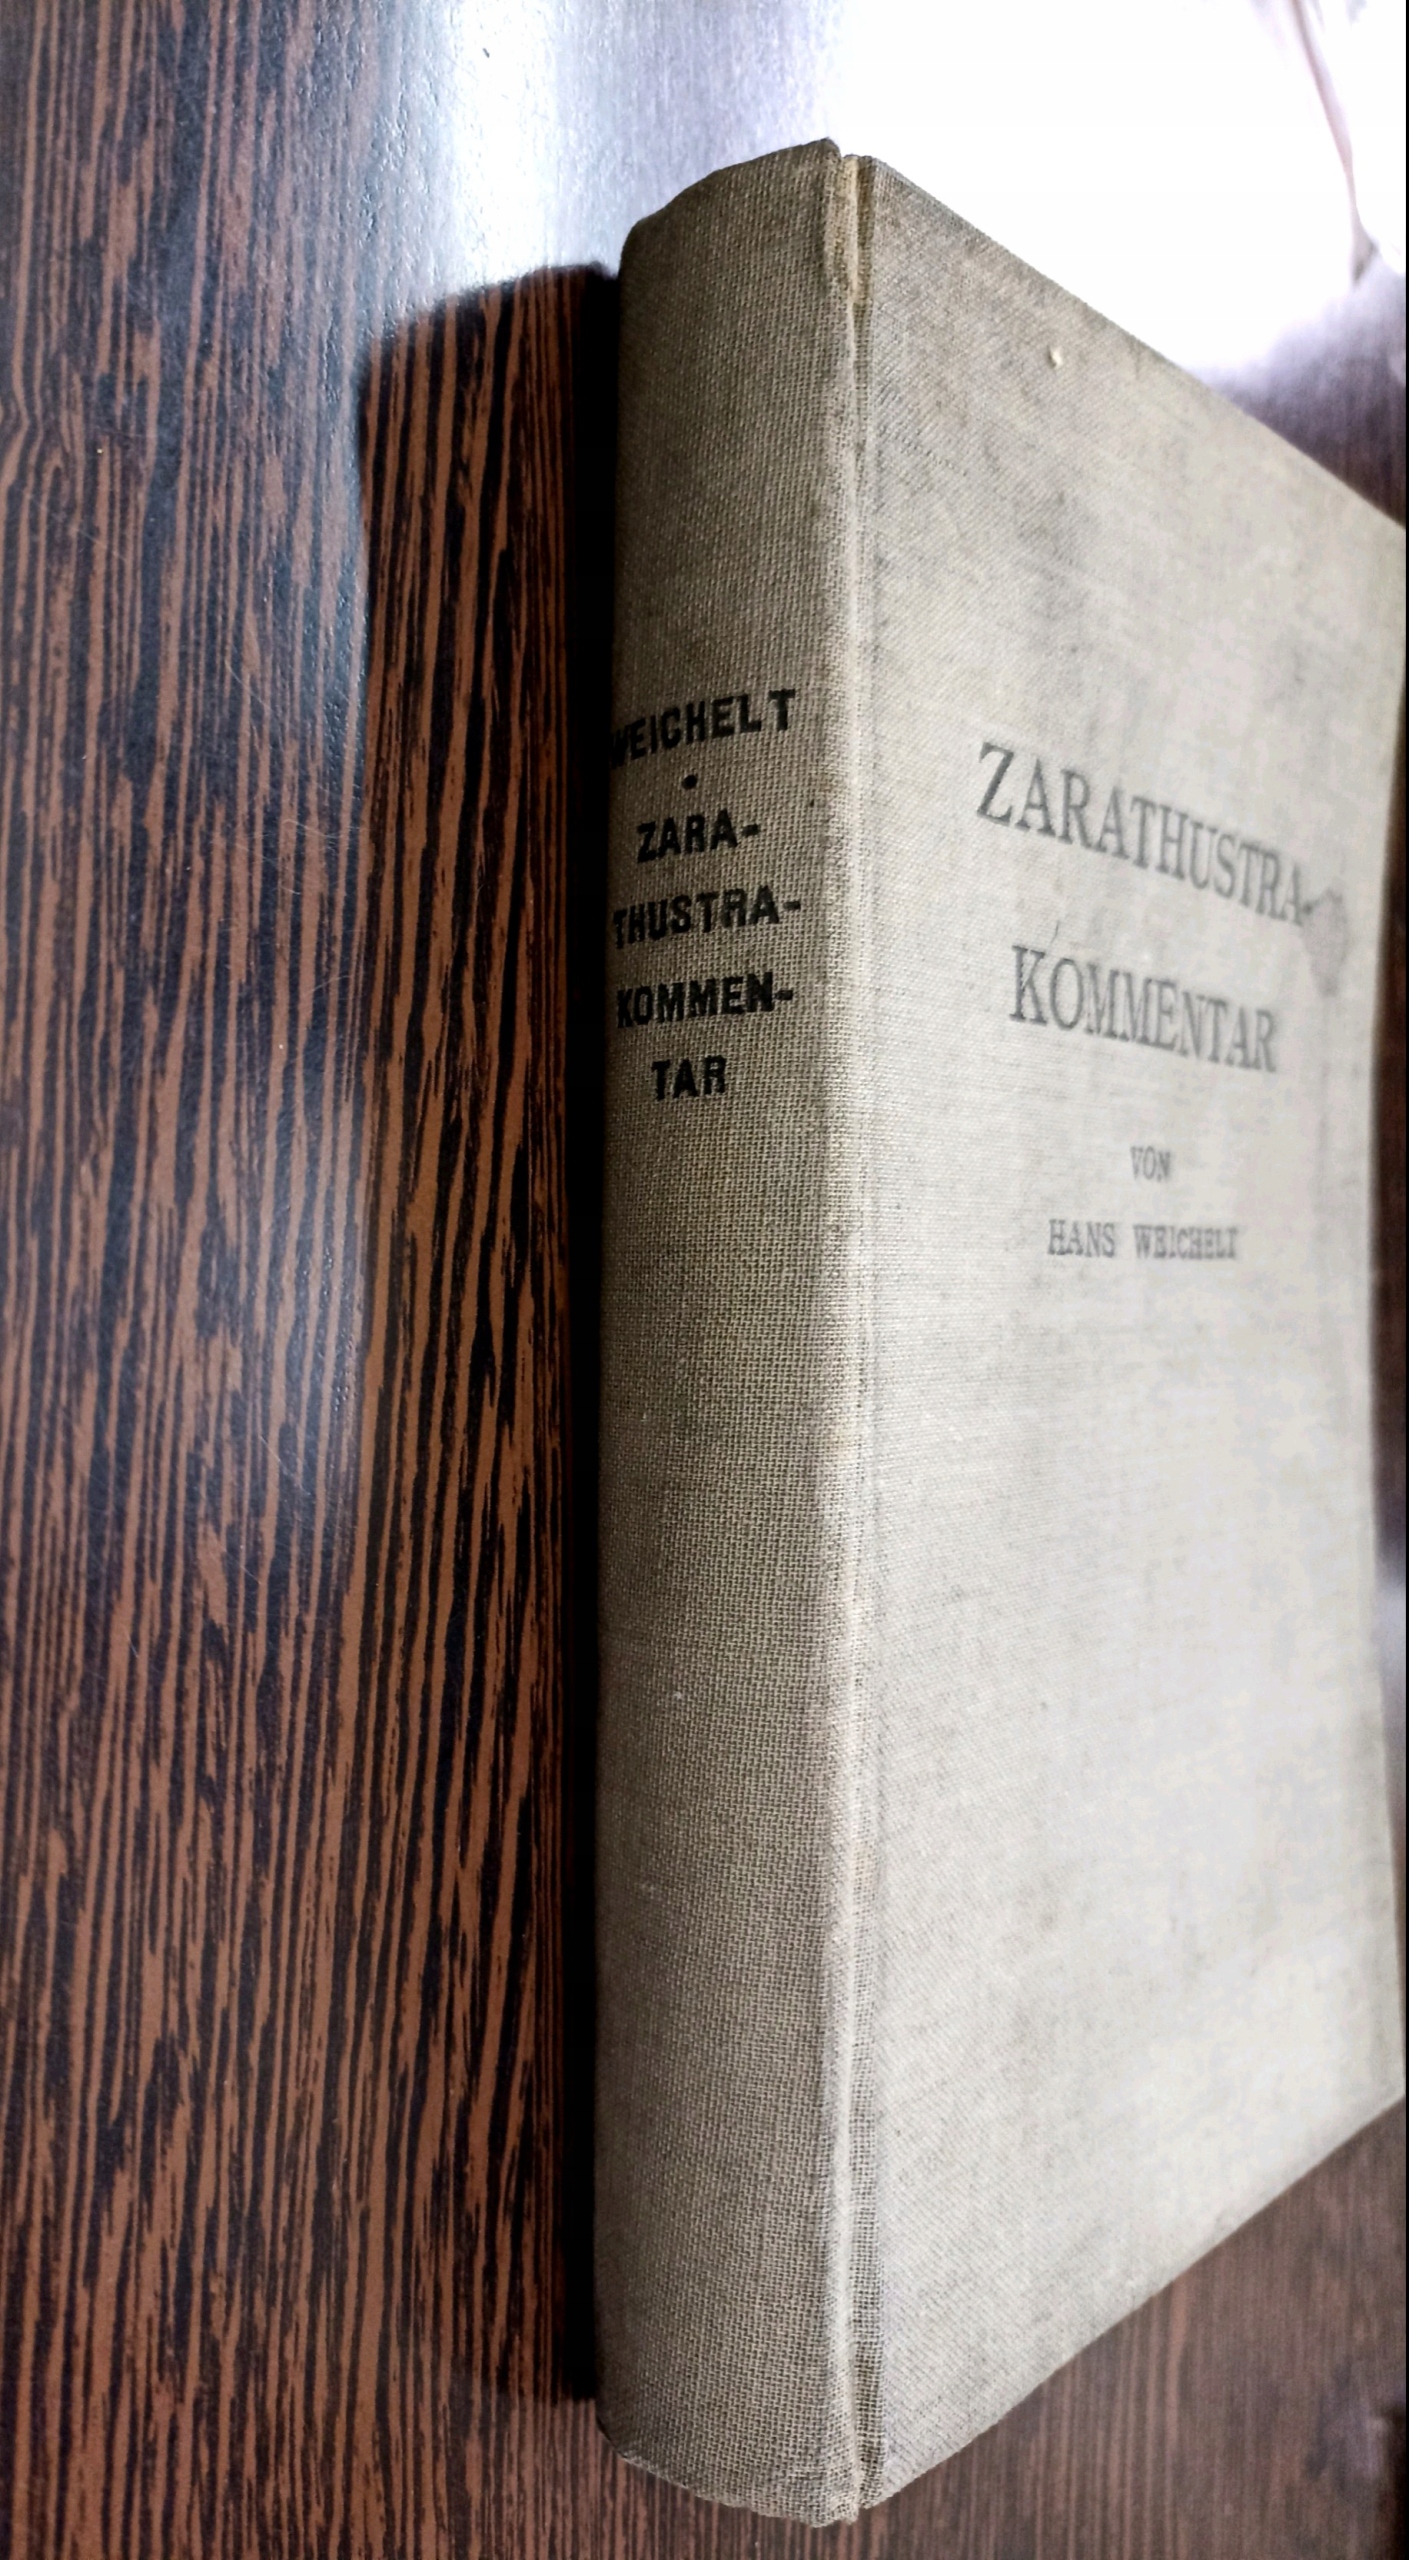 WEICHELT
•
ZARA-
THUSTRA-
KOMMEN-
TAR
ZARATHUSTRA-
KOMMENTAR
VON
HANS WEICHELT